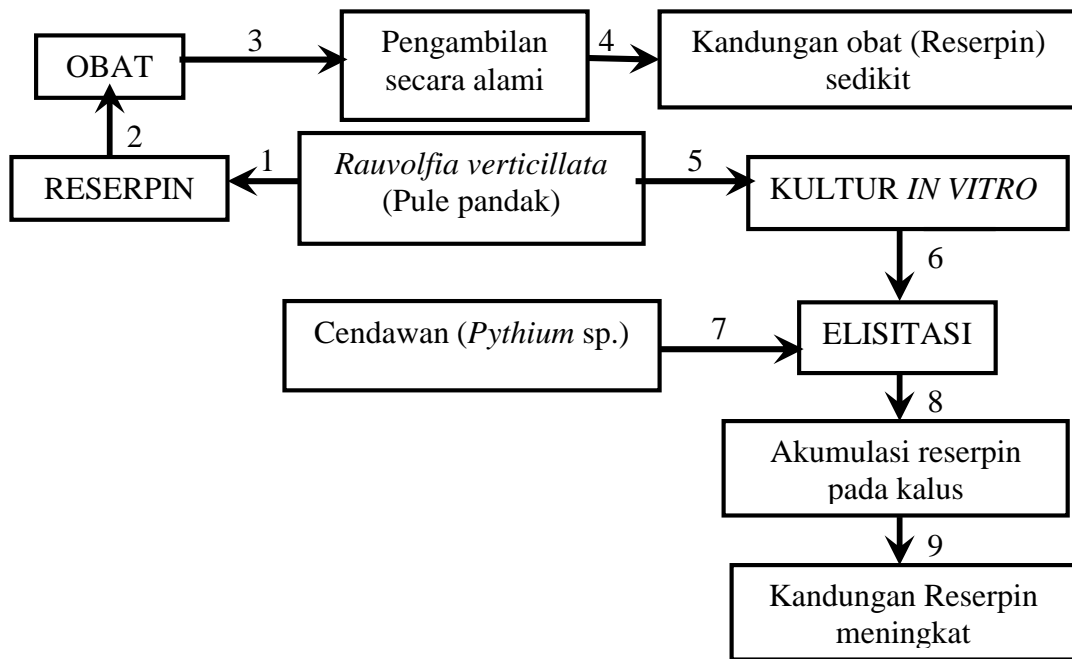 OBAT
3
Pengambilan
secara alami
4
Kandungan obat (Reserpin)
sedikit
2
RESERPIN
1
Rauvolfia verticillata
(Pule pandak)
5
KULTUR IN VITRO
6
Cendawan (Pythium sp.)
7
ELISITASI
8
Akumulasi reserpin
pada kalus
9
Kandungan Reserpin
meningkat